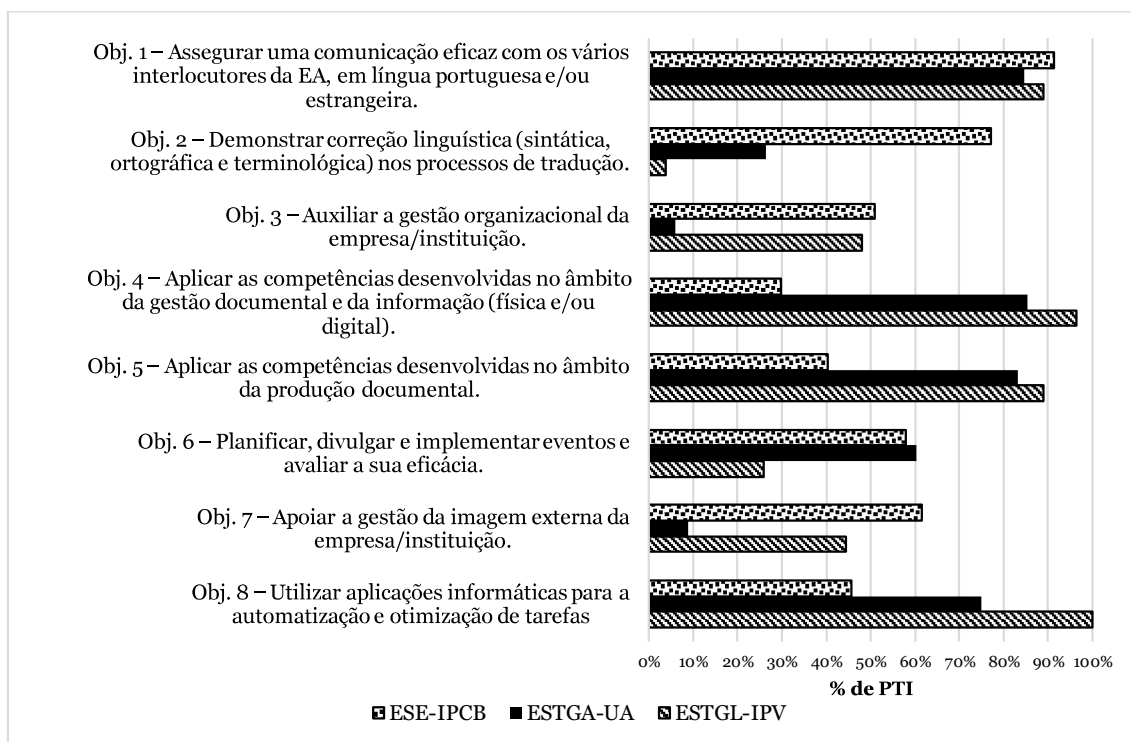 Obj. 1 – Assegurar uma comunicação eficaz com os vários
interlocutores da EA, em língua portuguesa e/ou
estrangeira.
Obj. 2 – Demonstrar correção linguística (sintática,
ortográfica e terminológica) nos processos de tradução.
Obj. 3 – Auxiliar a gestão organizacional da
empresa/instituição.
Obj. 4 – Aplicar as competências desenvolvidas no âmbito
da gestão documental e da informação (física e/ou
digital).
Obj. 5 – Aplicar as competências desenvolvidas no âmbito
da produção documental.
Obj. 6 – Planificar, divulgar e implementar eventos e
avaliar a sua eficácia.
Obj. 7 – Apoiar a gestão da imagem externa da
empresa/instituição.
Obj. 8 – Utilizar aplicações informáticas para a
automatização e otimização de tarefas
0% 10% 20% 30% 40% 50% 60% 70% 80% 90% 100%
% de PTI
ESE-IPCB ESTGA-UA ESTGL-IPV